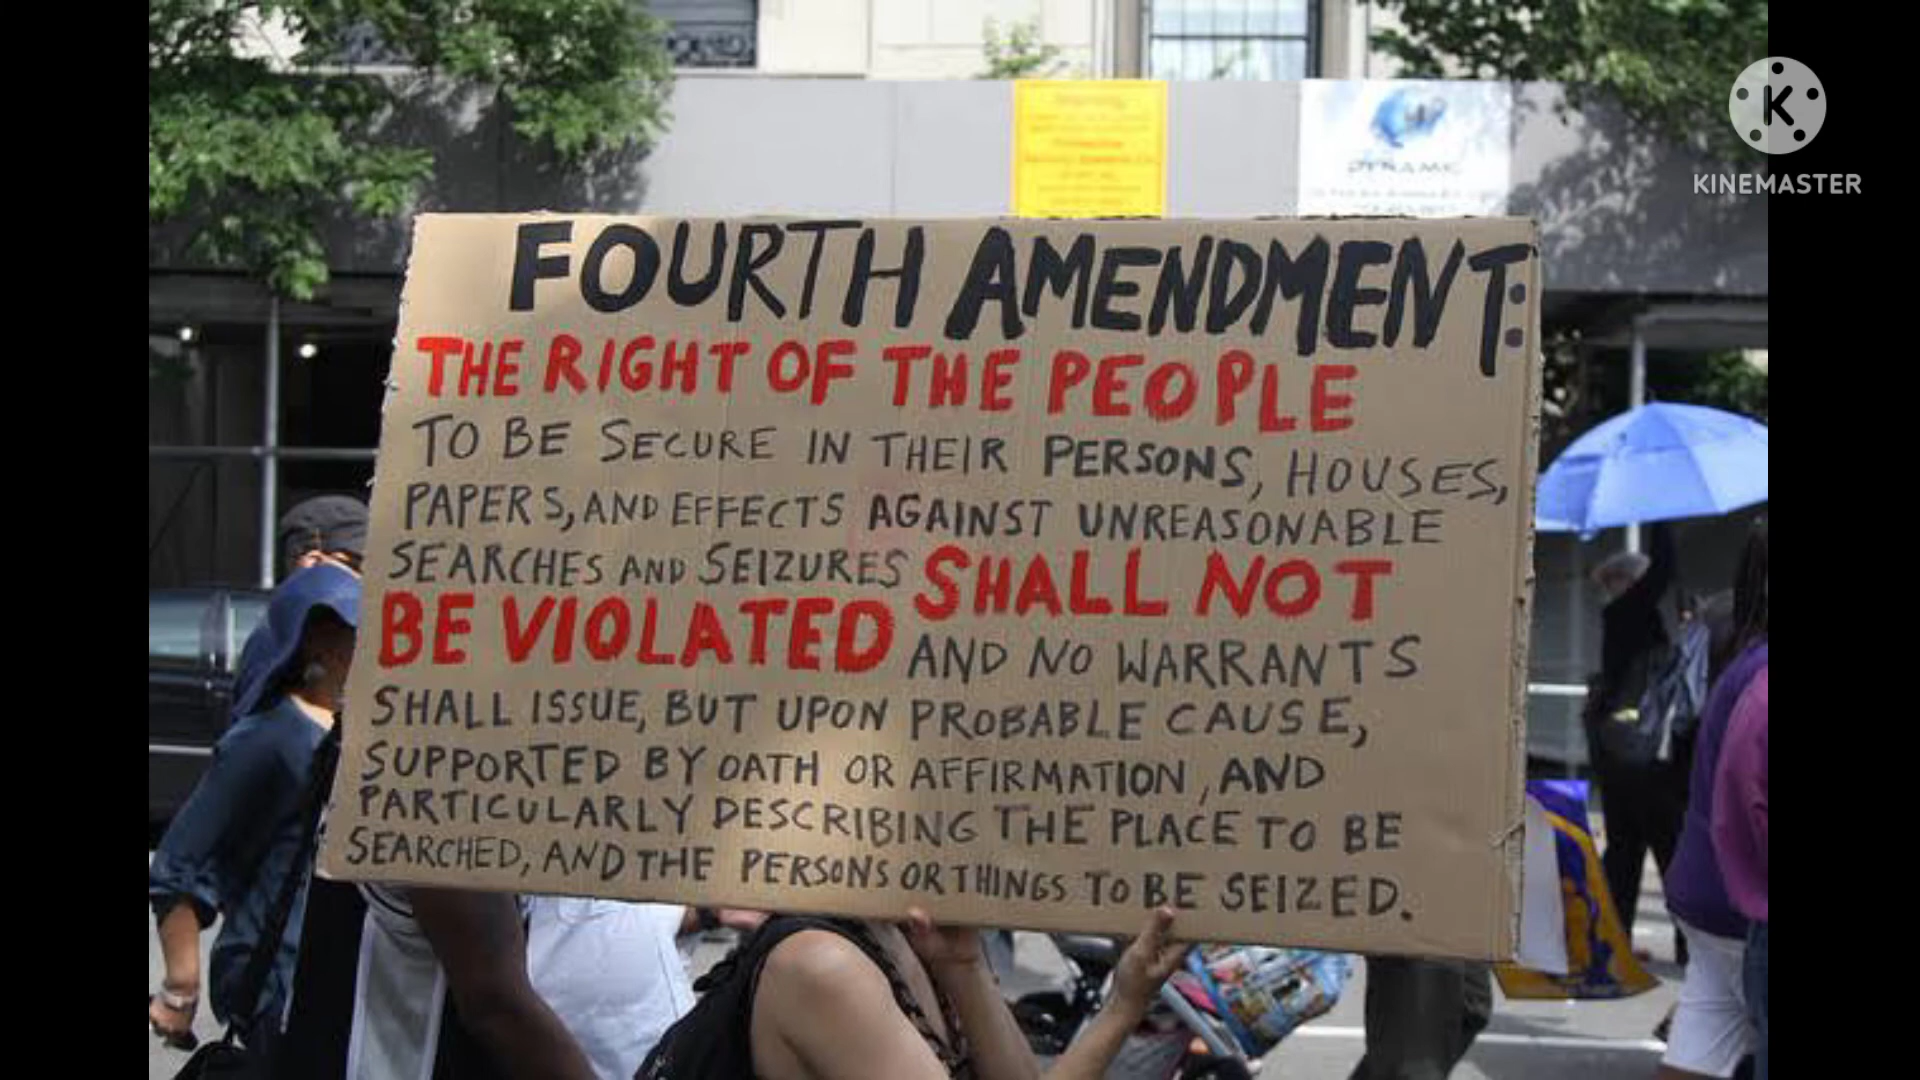 KINEMASTER
DYNAMIC
FOURTH AMENDMENT:
THE RIGHT OF THE PEOPLE
TO BE SECURE IN THEIR PERSONS, HOUSES,
PAPERS, AND EFFECTS AGAINST UNREASONABLE
SEARCHES AND SEIZURES SHALL NOT
BE VIOLATED AND NO WARRANTS
SHALL ISSUE, BUT UPON PROBABLE CAUSE,
SUPPORTED BY OATH OR AFFIRMATION, AND
PARTICULARLY DESCRIBING THE PLACE TO BE
SEARCHED, AND THE PERSONS OR THINGS TO BE SEIZED.